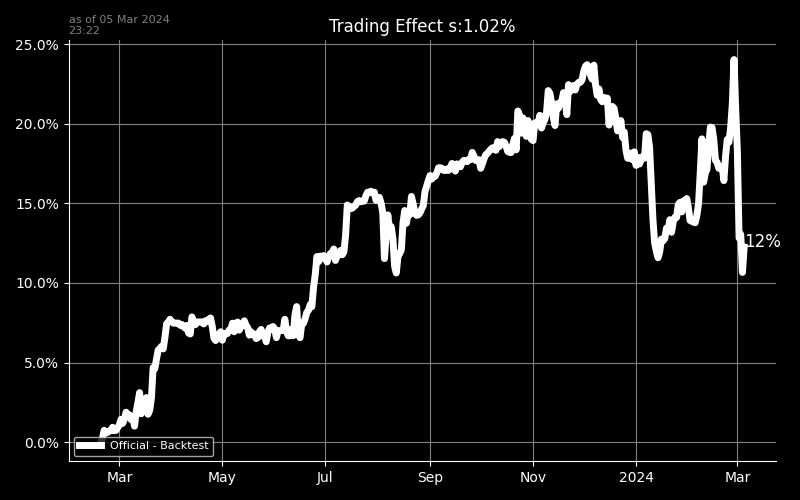 as of 05 Mar 2024
23:22
Trading Effect s:1.02%
25.0%
20.0%
15.0%
10.0%
5.0%
0.0%
12%
Official - Backtest
Mar
May
Jul
Sep
Nov
2024
Mar